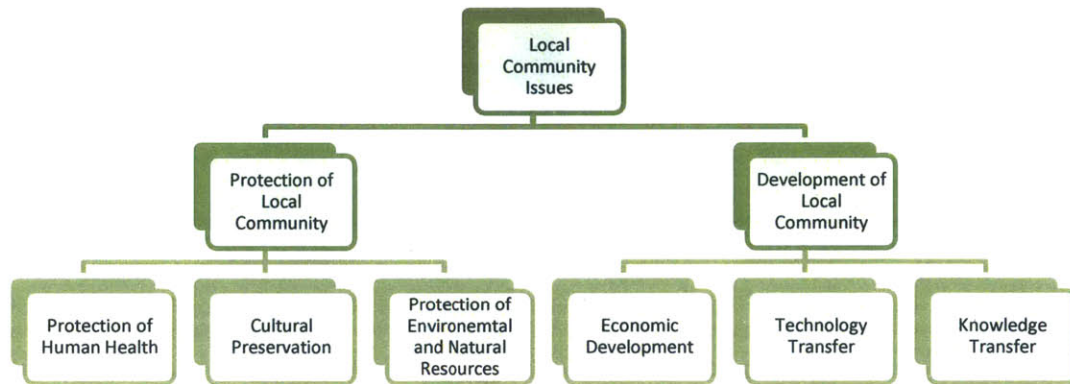 Local
Community
Issues
Protection of
Local
Community
Development of
Local
Community
Protection of
Human Health
Cultural
Preservation
Protection of
Environemtal
and Natural
Resources
Economic
Development
Technology
Transfer
Knowledge
Transfer